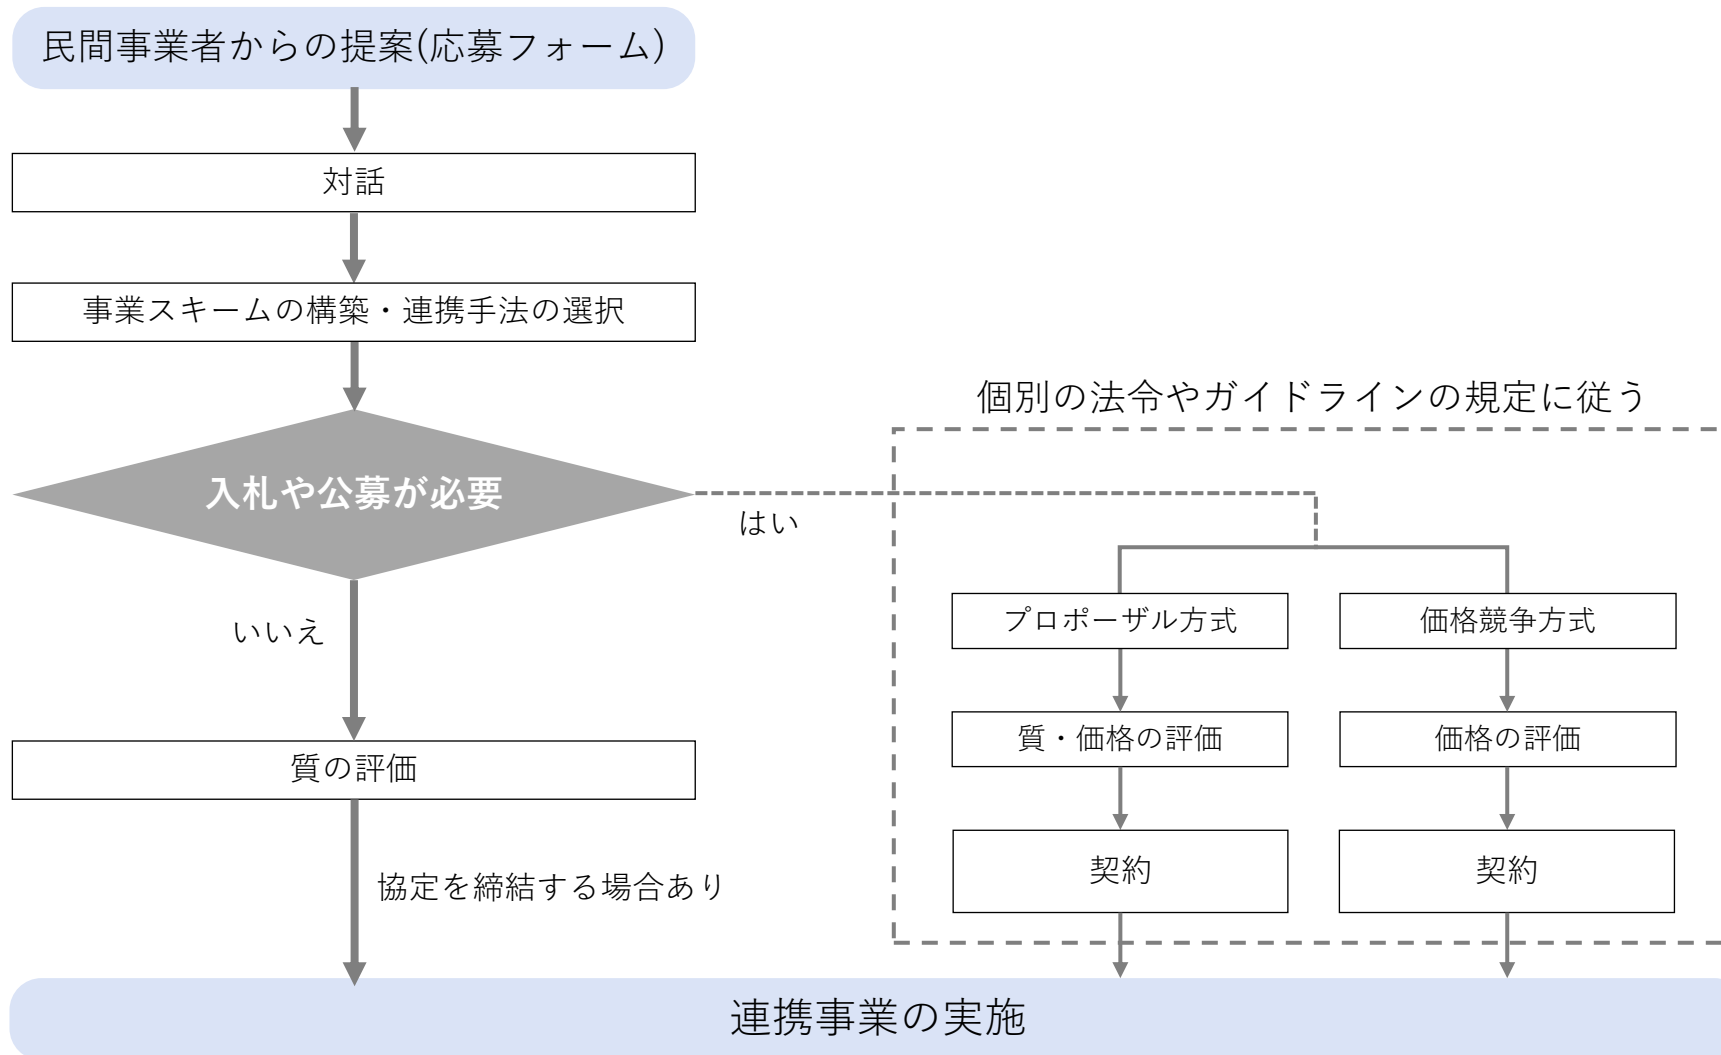 民間事業者からの提案(応募フォーム)
対話
事業スキームの構築・連携手法の選択
個別の法令やガイドラインの規定に従う
入札や公募が必要
はい
いいえ
プロポーザル方式
価格競争方式
質・価格の評価
価格の評価
質の評価
契約
契約
協定を締結する場合あり
連携事業の実施